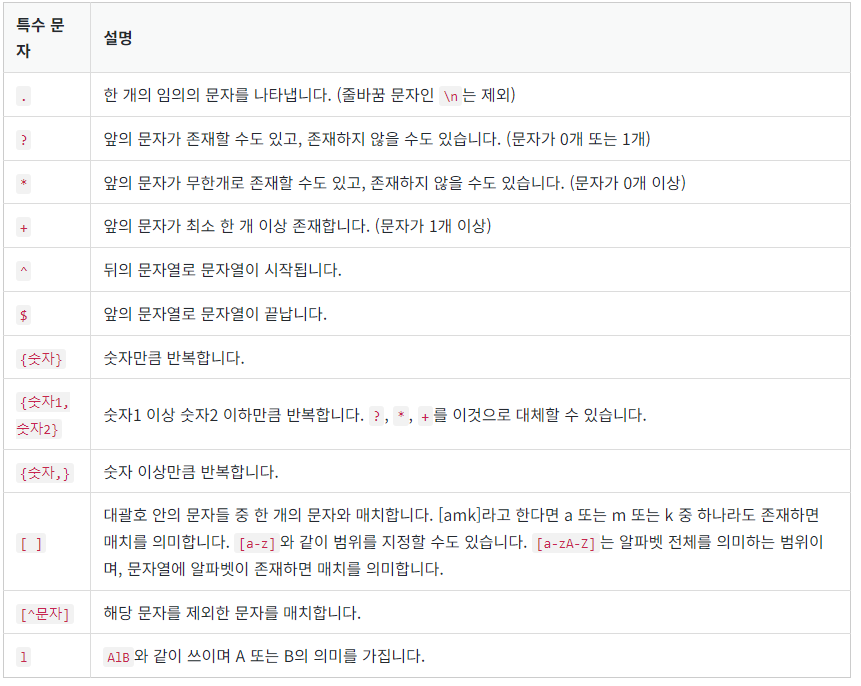 특수 문
자
설명
.
한 개의 임의의 문자를 나타냅니다. (줄바꿈 문자인 \n 는 제외)
?
앞의 문자가 존재할 수도 있고, 존재하지 않을 수도 있습니다. (문자가 0개 또는 1개)
*
앞의 문자가 무한개로 존재할 수도 있고, 존재하지 않을 수도 있습니다. (문자가 0개 이상)
+
앞의 문자가 최소 한 개 이상 존재합니다. (문자가 1개 이상)
^
뒤의 문자열로 문자열이 시작됩니다.
$
앞의 문자열로 문자열이 끝납니다.
{숫자}
숫자만큼 반복합니다.
{숫자1,
숫자2}
숫자1 이상 숫자2 이하만큼 반복합니다. ?, *, +를 이것으로 대체할 수 있습니다.
{숫자,}
숫자 이상만큼 반복합니다.
[ ]
대괄호 안의 문자들 중 한 개의 문자와 매치합니다. [amk]라고 한다면 a 또는 m 또는 k 중 하나라도 존재하면
매치를 의미합니다. [a-z] 와 같이 범위를 지정할 수도 있습니다. [a-zA-Z] 는 알파벳 전체를 의미하는 범위이
며, 문자열에 알파벳이 존재하면 매치를 의미합니다.
[^문자]
해당 문자를 제외한 문자를 매치합니다.
l
AlB 와 같이 쓰이며 A 또는 B의 의미를 가집니다.